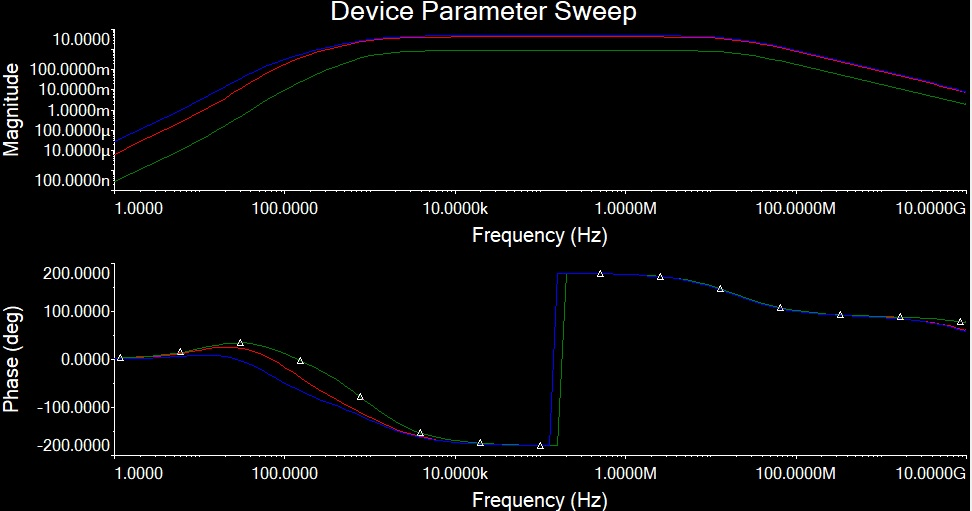 Device Parameter Sweep
Magnitude
10.0000
100.0000m
10.0000m
1.0000m
100.0000µ
10.0000µ
100.0000n
1.0000 100.0000 10.0000k 1.0000M 100.0000M 10.0000G
Frequency (Hz)
Phase (deg)
200.0000
100.0000
0.0000
-100.0000
-200.0000
1.0000 100.0000 10.0000k 1.0000M 100.0000M 10.0000G
Frequency (Hz)